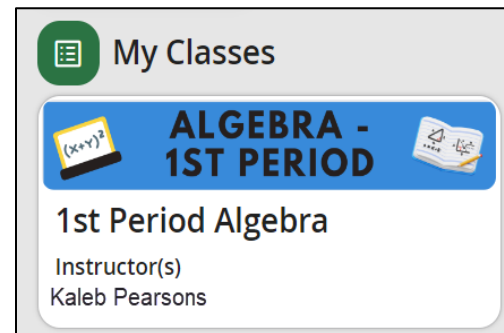 My Classes
(x+Y)²
ALGEBRA -
1ST PERIOD
1st Period Algebra
Instructor(s)
Kaleb Pearsons